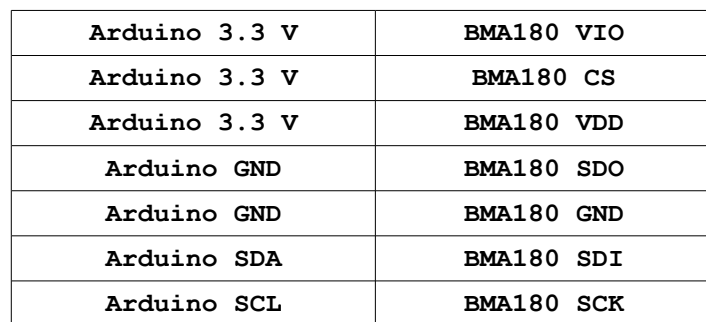 Arduino 3.3 V BMA180 VIO
Arduino 3.3 V BMA180 CS
Arduino 3.3 V BMA180 VDD
Arduino GND BMA180 SDO
Arduino GND BMA180 GND
Arduino SDA BMA180 SDI
Arduino SCL BMA180 SCK